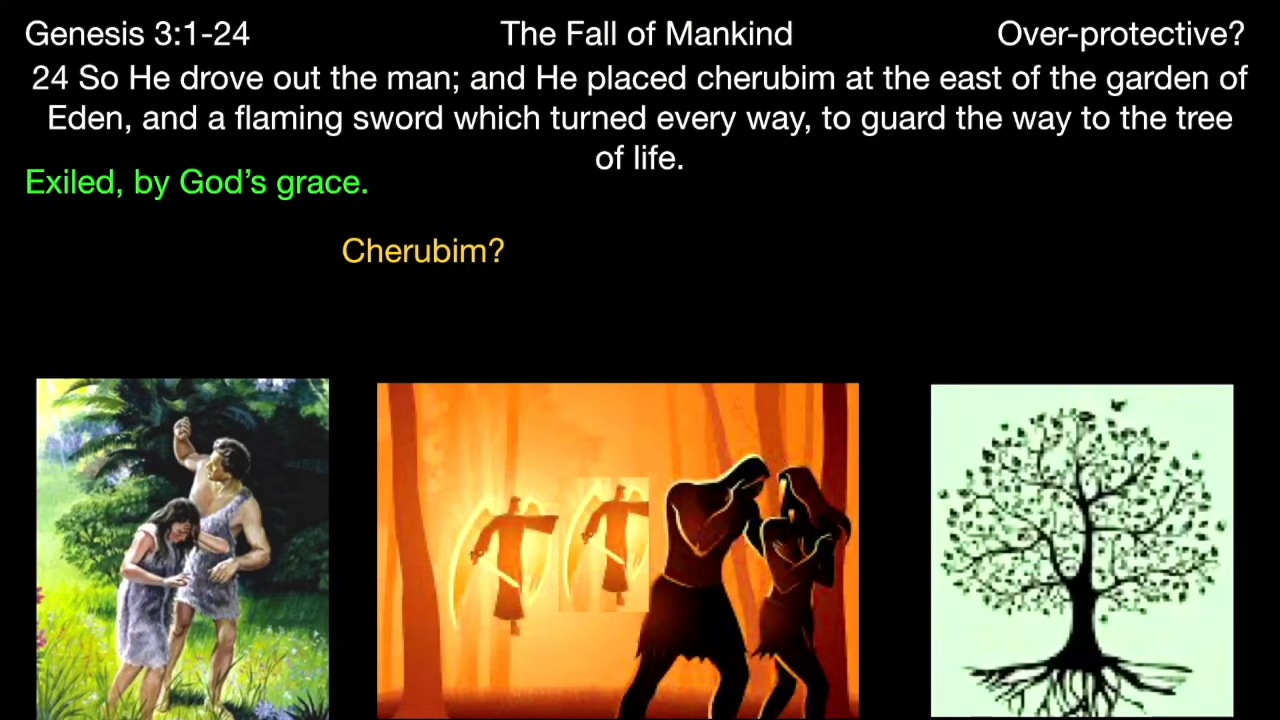 Genesis 3:1-24 The Fall of Mankind Over-protective?
24 So He drove out the man; and He placed cherubim at the east of the garden of
Eden, and a flaming sword which turned every way, to guard the way to the tree
of life.
Exiled, by God’s grace.
Cherubim?